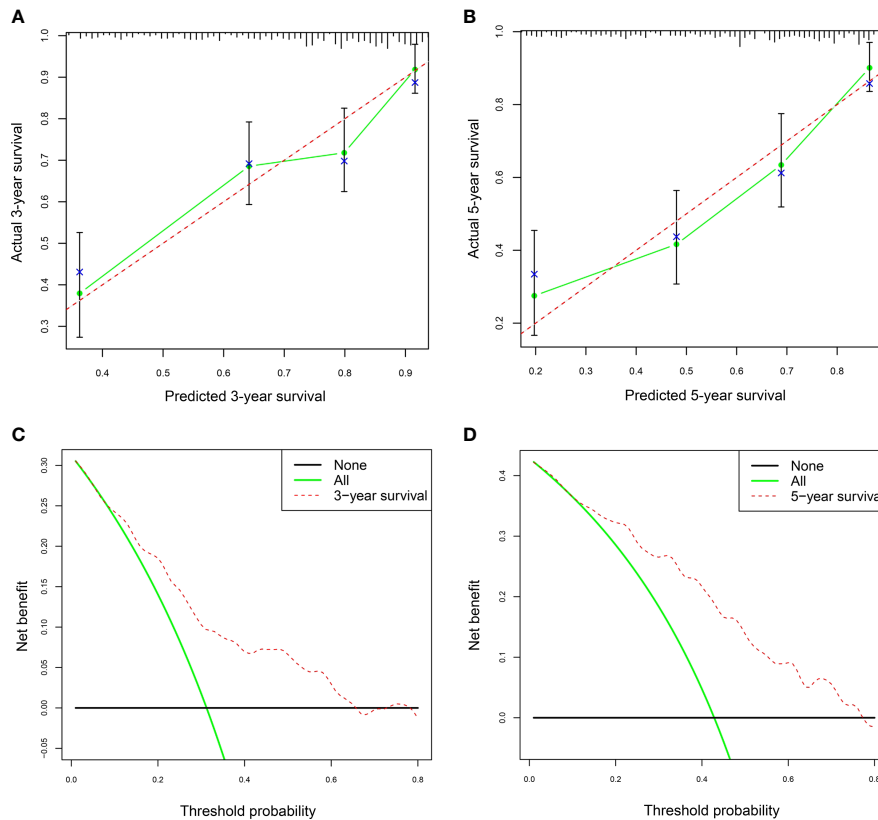 A
1.0
0.9
0.8
0.7
0.6
0.5
0.4
0.3
Actual 3-year survival
0.4 0.5 0.6 0.7 0.8 0.9
Predicted 3-year survival
B
1.0
0.8
0.6
0.4
0.2
Actual 5-year survival
0.2 0.3 0.4 0.5 0.6 0.7 0.8
Predicted 5-year survival
C
None
All
3−year survival
0.30
0.25
0.20
0.15
0.10
0.05
0.00
−0.05
Net benefit
0.0 0.2 0.4 0.6 0.8
Threshold probability
D
None
All
5−year survival
0.4
0.3
0.2
0.1
0.0
Net benefit
0.0 0.2 0.4 0.6 0.8
Threshold probability